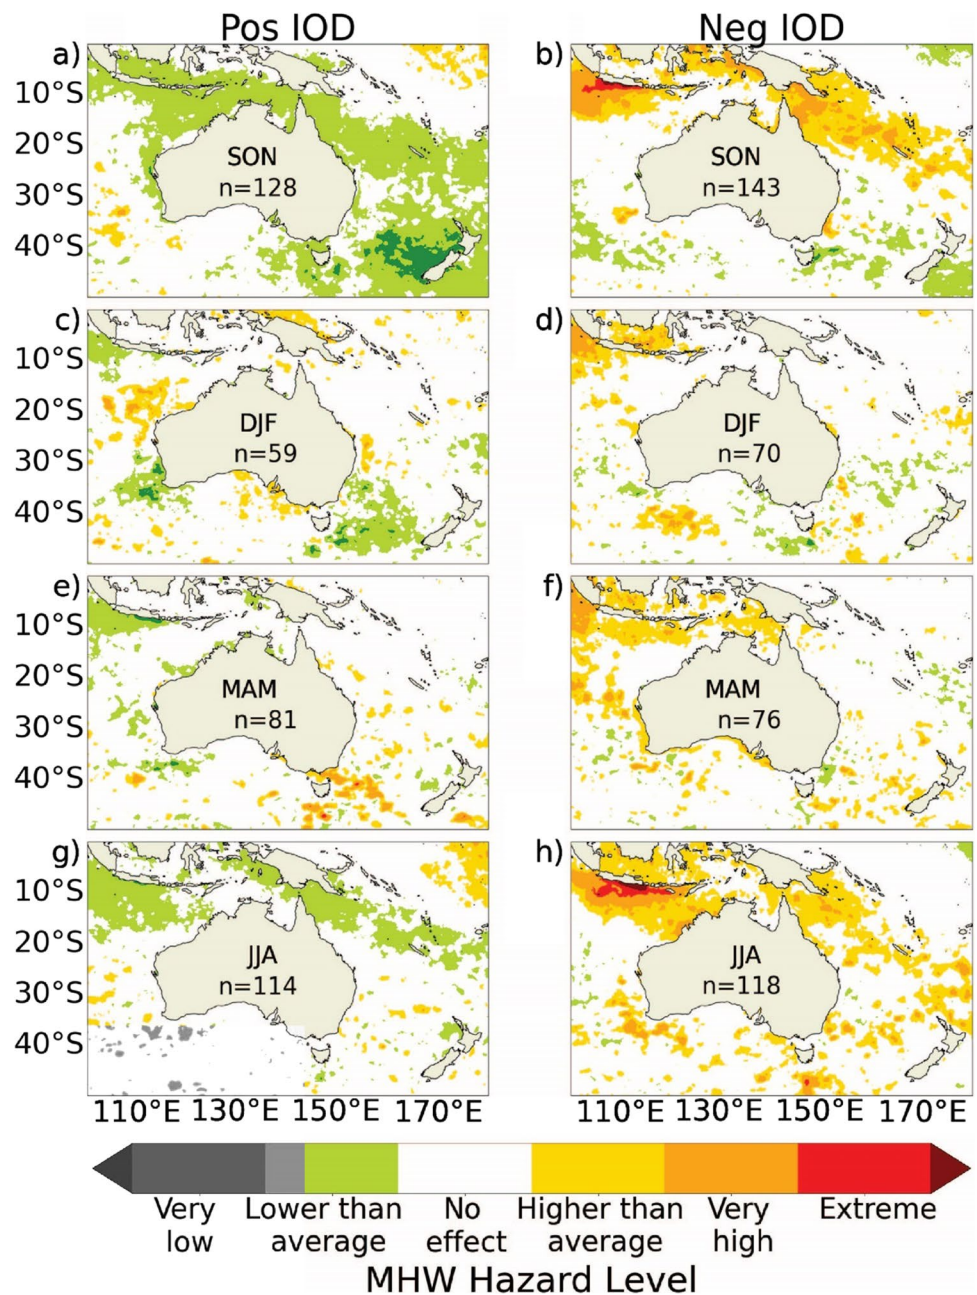 Pos IOD
Neg IOD
a)
10°S
20°S
30°S
40°S
SON
n=128
b)
SON
n=143
c)
10°S
20°S
30°S
40°S
DJF
n=59
d)
DJF
n=70
e)
10°S
20°S
30°S
40°S
MAM
n=81
f)
MAM
n=76
g)
10°S
20°S
30°S
40°S
JJA
n=114
h)
JJA
n=118
110°E 130°E 150°E 170°E
110°E 130°E 150°E 170°E
Very low
Lower than average
No effect
Higher than average
Very high
Extreme
MHW Hazard Level